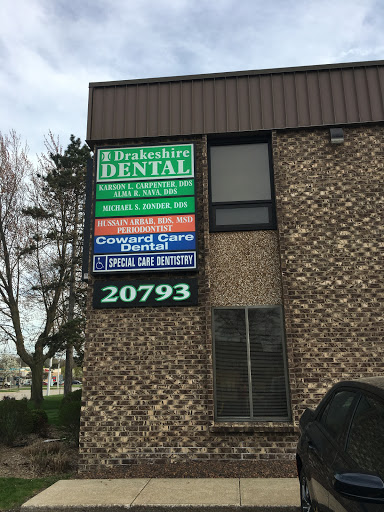 Drakeshire
DENTAL
KARSON L. CARPENTER, DDS
ALMA R. NAVA, DDS
MICHAEL S. ZONDER, DDS
HUSSAIN ARBAB, BDS, MSD
PERIODONTIST
Coward Care
Dental
SPECIAL CARE DENTISTRY
20793